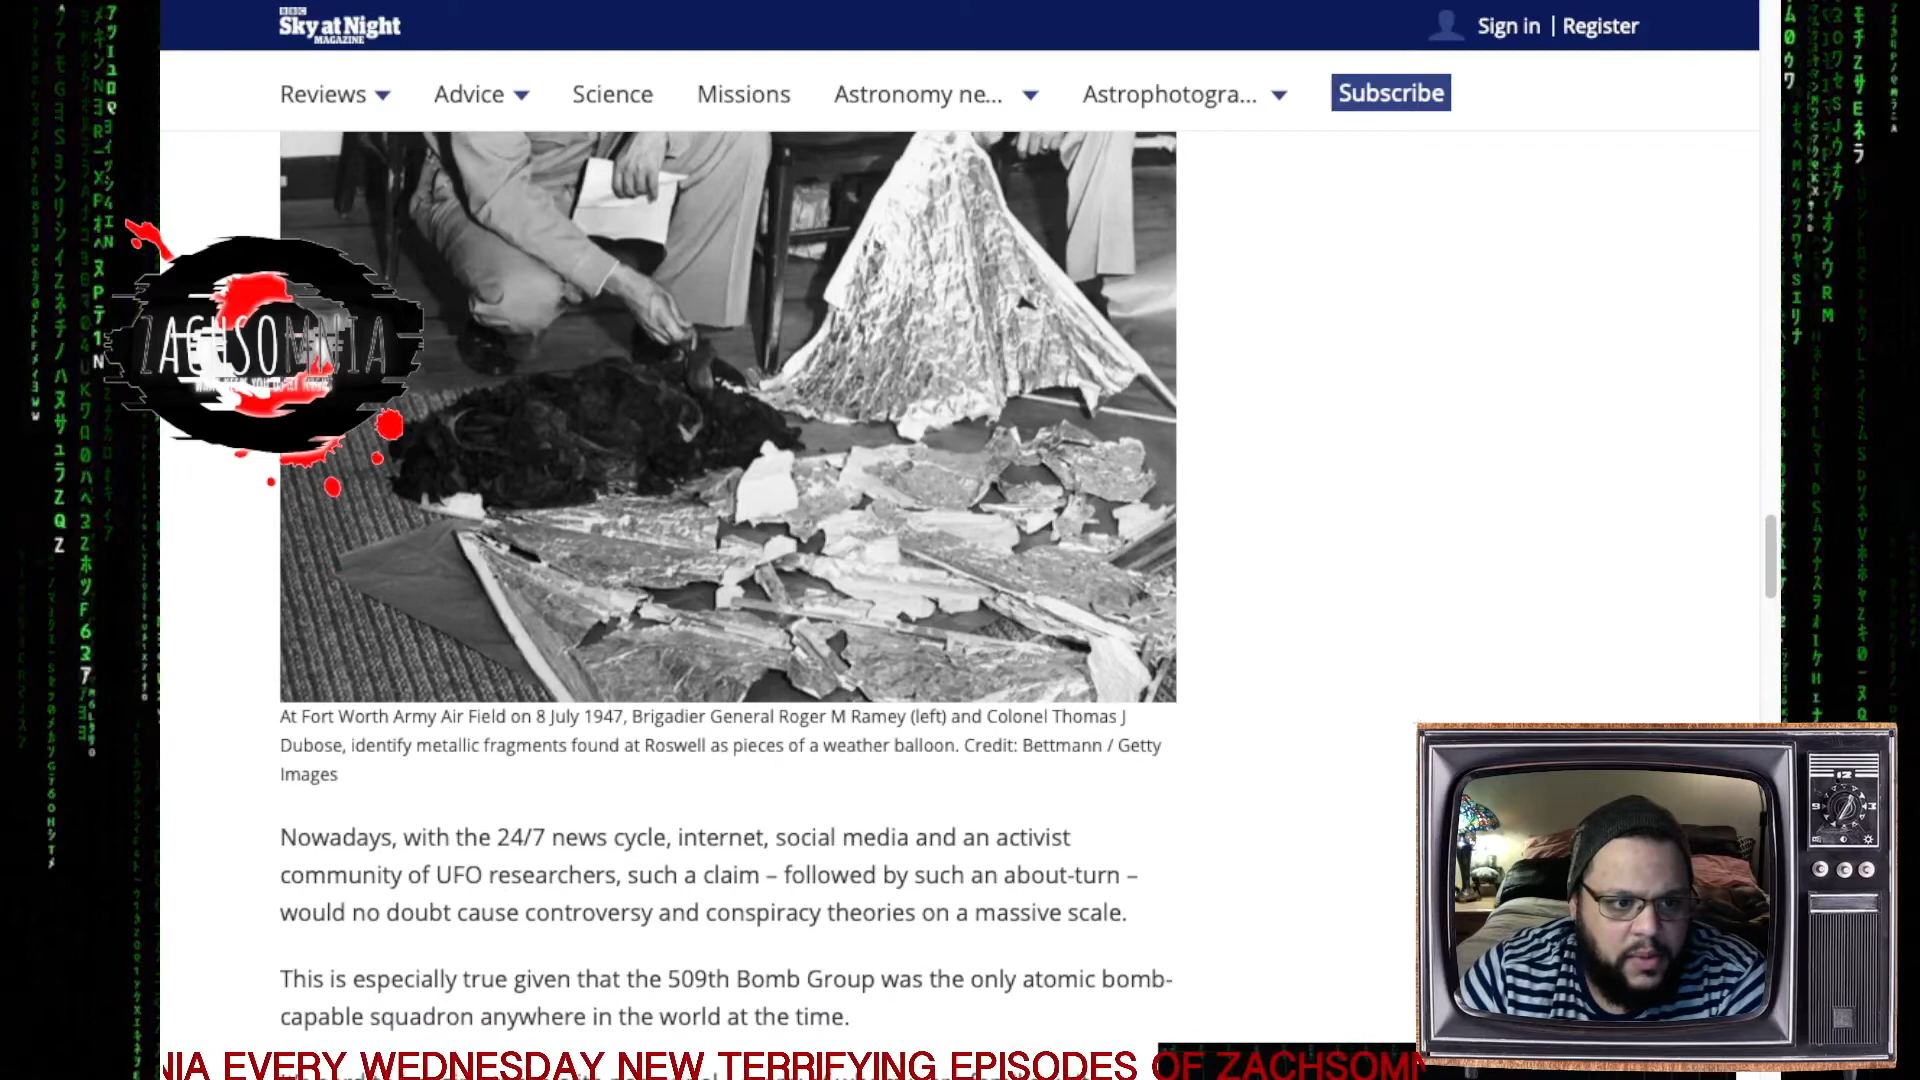 BBC
Sky at Night
MAGAZINE
Sign in | Register
Reviews
Advice
Science
Missions
Astronomy ne...
Astrophotogra...
Subscribe
ZACHSOMNIA
At Fort Worth Army Air Field on 8 July 1947, Brigadier General Roger M Ramey (left) and Colonel Thomas J
Dubose, identify metallic fragments found at Roswell as pieces of a weather balloon. Credit: Bettmann / Getty
Images
Nowadays, with the 24/7 news cycle, internet, social media and an activist
community of UFO researchers, such a claim – followed by such an about-turn –
would no doubt cause controversy and conspiracy theories on a massive scale.
This is especially true given that the 509th Bomb Group was the only atomic bomb-
capable squadron anywhere in the world at the time.
NIA EVERY WEDNESDAY NEW TERRIFYING EPISODES OF ZACHSOMN
12
9
3